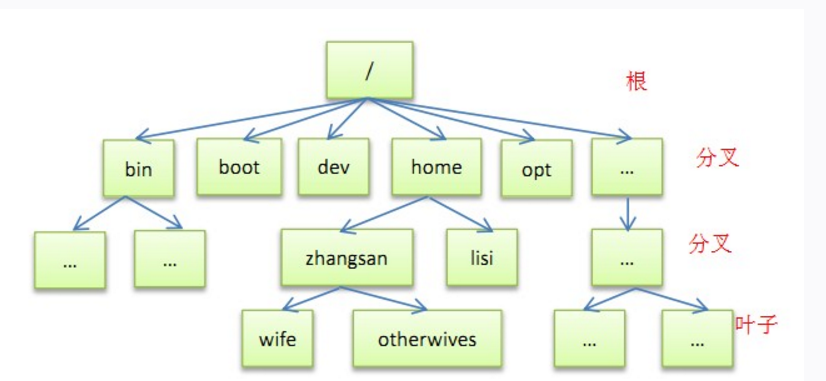 /
根
bin boot dev home opt ... 分叉
... ... zhangsan lisi ... 分叉
wife otherwives ... ... 叶子